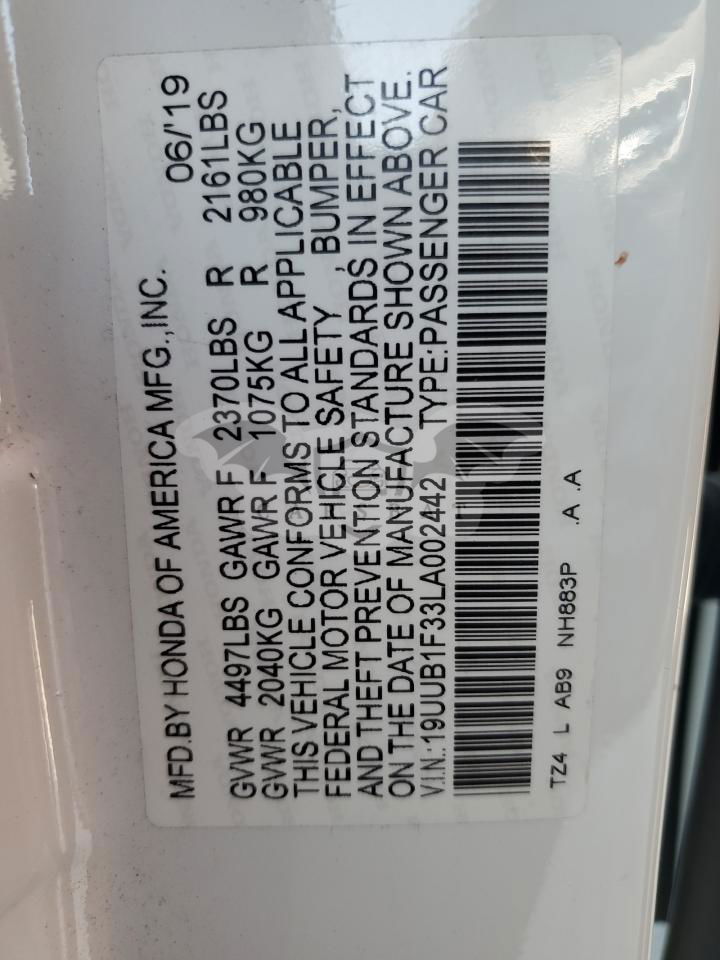 MFD.BY HONDA OF AMERICA MFG.,INC. 06/'19
GVWR 4497LBS GAWR F 2370LBS R 2161LBS
GVWR 2040KG GAWR F 1075KG R 980KG
THIS VEHICLE CONFORMS TO ALL APPLICABLE
FEDERAL MOTOR VEHICLE SAFETY , BUMPER,
AND THEFT PREVENTION STANDARDS IN EFFECT
ON THE DATE OF MANUFACTURE SHOWN ABOVE.
V.I.N.:19UUB1F33LA002442 TYPE:PASSENGER CAR
TZ4 L AB9 NH883P .A .A